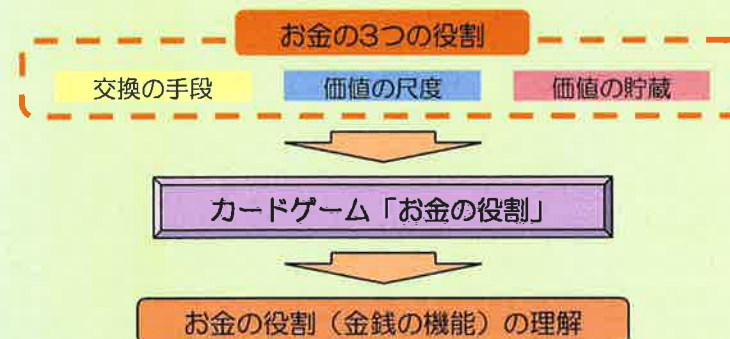 お金の3つの役割
交換の手段
価値の尺度
価値の貯蔵
カードゲーム「お金の役割」
お金の役割（金銭の機能）の理解